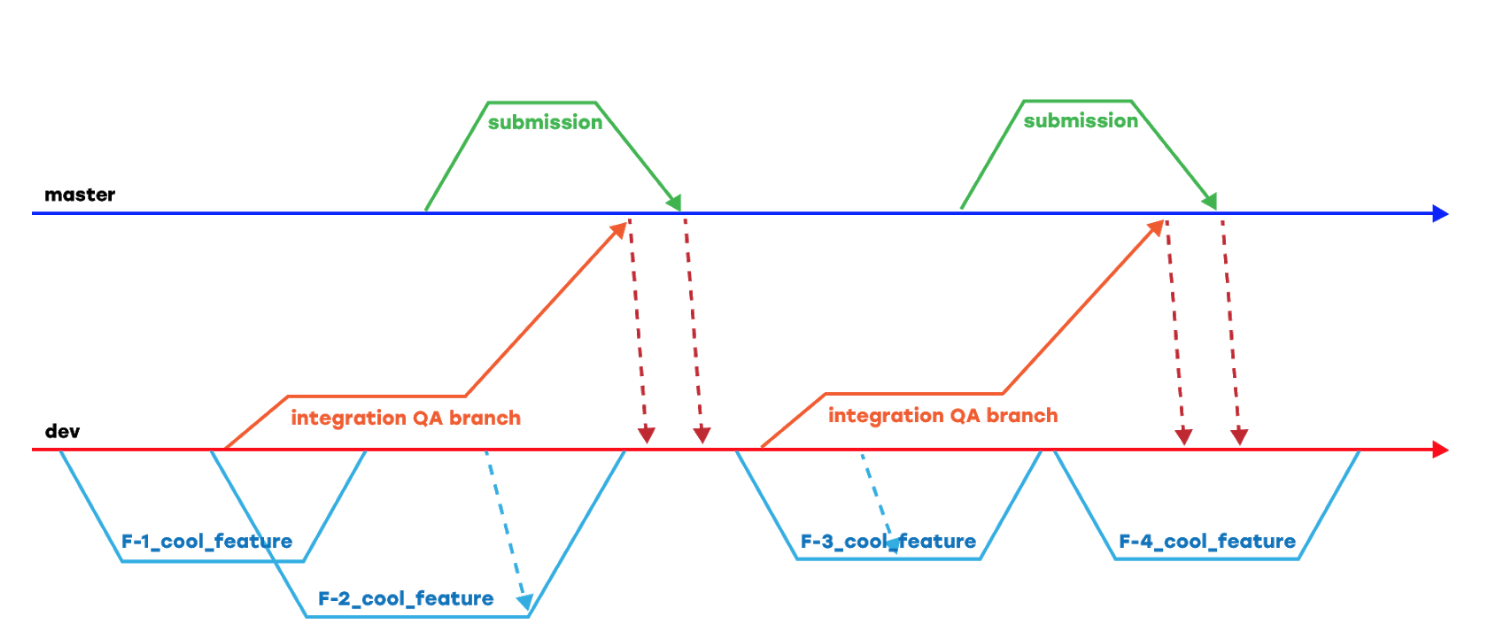 submission
submission
master
integration QA branch
integration QA branch
dev
F-1_cool_feature
F-3_cool_feature
F-4_cool_feature
F-2_cool_feature